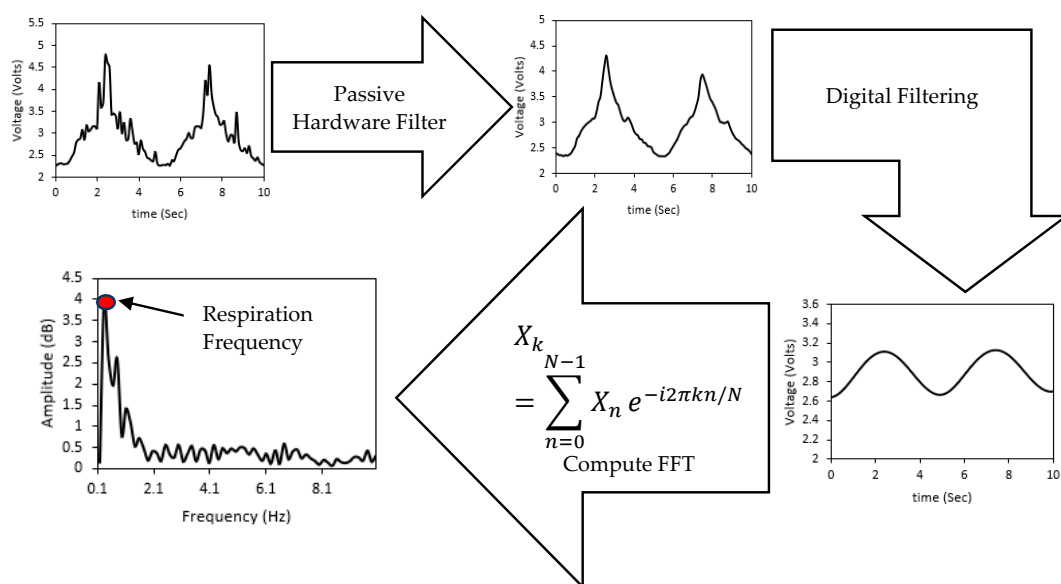 5.5
5
4.5
4
3.5
3
2.5
2
Voltage (Volts)
0 2 4 6 8 10
time (Sec)
Passive
Hardware Filter
5
4.5
4
3.5
3
2.5
2
Voltage (Volts)
0 2 4 6 8 10
time (Sec)
Digital Filtering
3.6
3.4
3.2
3
2.8
2.6
2.4
2.2
2
Voltage (Volts)
0 2 4 6 8 10
time (Sec)
X_k
= \sum_{n=0}^{N-1} X_n e^{-i2πkn/N}
Compute FFT
4.5
4
3.5
3
2.5
2
1.5
1
0.5
0
Amplitude (dB)
0.1 2.1 4.1 6.1 8.1
Frequency (Hz)
Respiration
Frequency